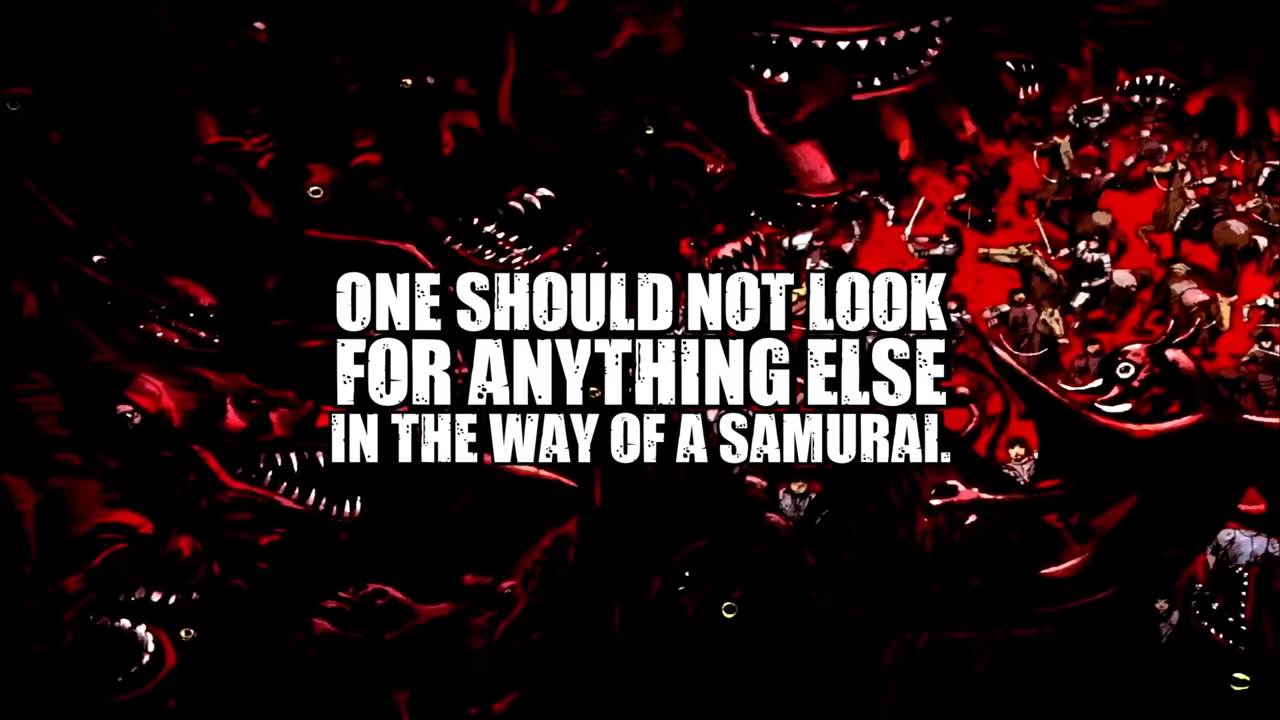 ONE SHOULD NOT LOOK
FOR ANYTHING ELSE
IN THE WAY OF A SAMURAI.